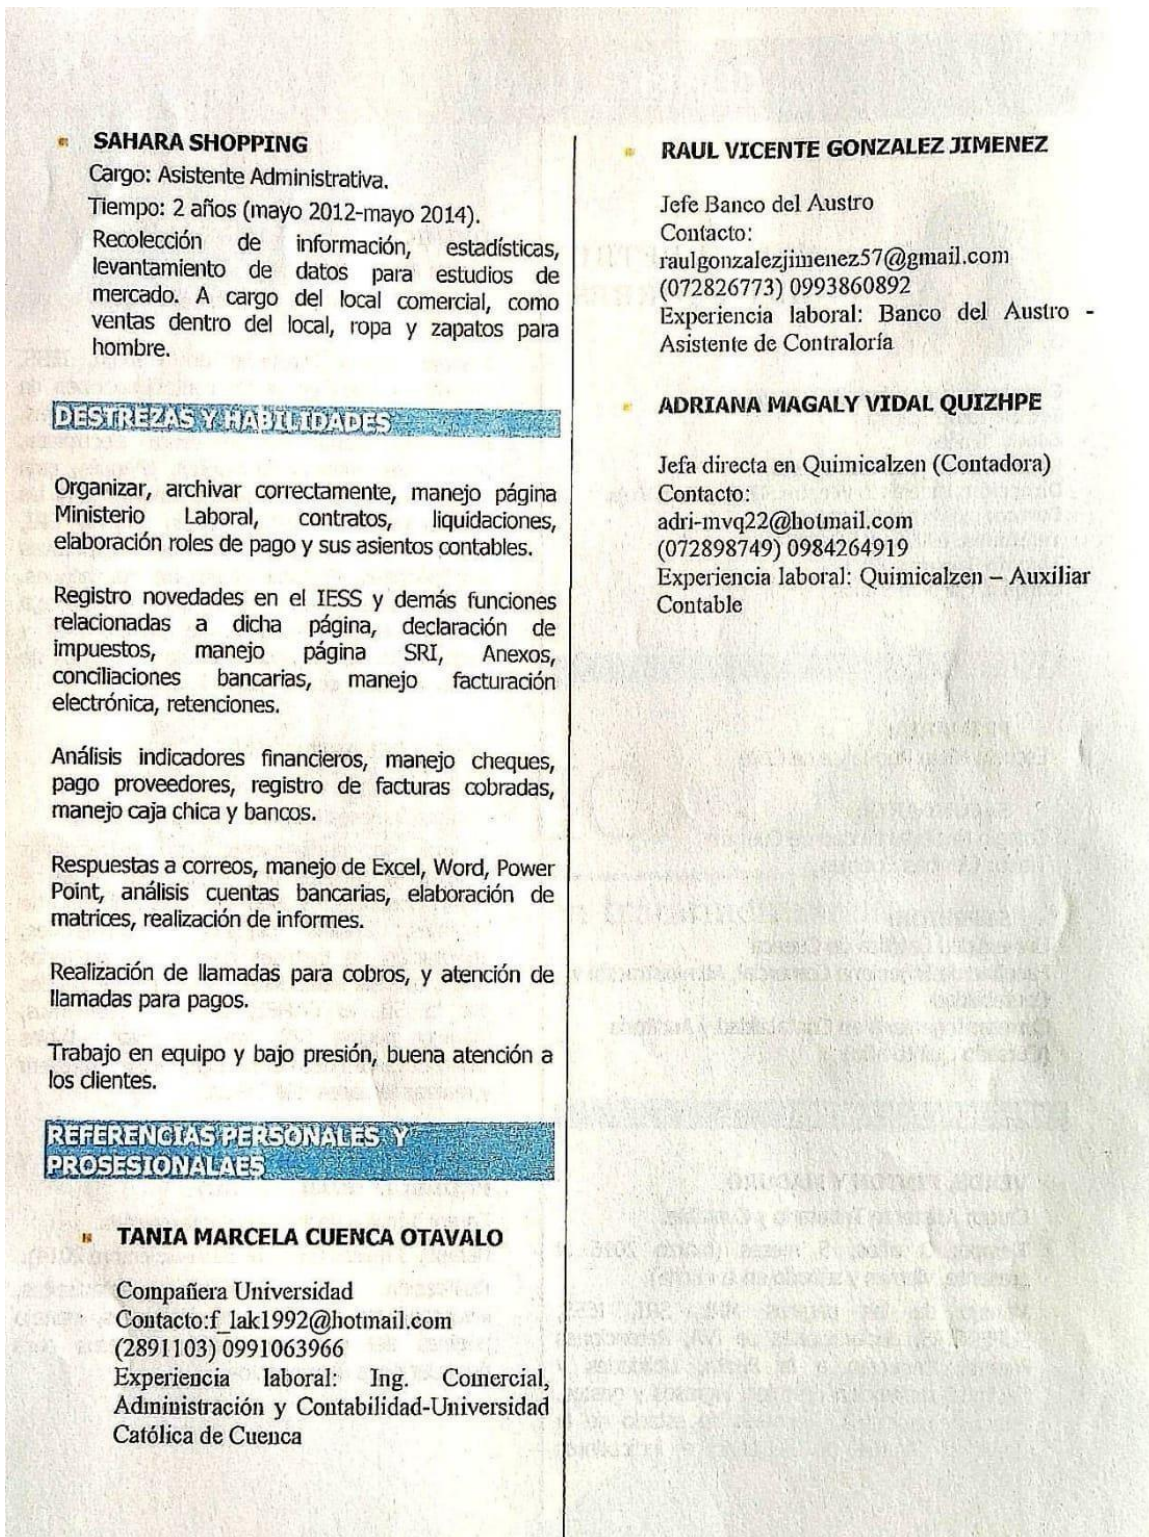 SAHARA SHOPPING
Cargo: Asistente Administrativa.
Tiempo: 2 años (mayo 2012-mayo 2014).
Recolección de información, estadísticas,
levantamiento de datos para estudios de
mercado. A cargo del local comercial, como
ventas dentro del local, ropa y zapatos para
hombre.
DESTREZAS Y HABILIDADES
Organizar, archivar correctamente, manejo página
Ministerio Laboral, contratos, liquidaciones,
elaboración roles de pago y sus asientos contables.
Registro novedades en el IESS y demás funciones
relacionadas a dicha página, declaración de
impuestos, manejo página SRI, Anexos,
conciliaciones bancarias, manejo facturación
electrónica, retenciones.
Análisis indicadores financieros, manejo cheques,
pago proveedores, registro de facturas cobradas,
manejo caja chica y bancos.
Respuestas a correos, manejo de Excel, Word, Power
Point, análisis cuentas bancarias, elaboración de
matrices, realización de informes.
Realización de llamadas para cobros, y atención de
llamadas para pagos.
Trabajo en equipo y bajo presión, buena atención a
los clientes.
REFERENCIAS PERSONALES Y
PROSESIONALAES
TANIA MARCELA CUENCA OTAVALO
Compañera Universidad
Contacto:f_lak1992@hotmail.com
(2891103) 0991063966
Experiencia laboral: Ing. Comercial,
Administración y Contabilidad-Universidad
Católica de Cuenca
RAUL VICENTE GONZALEZ JIMENEZ
Jefe Banco del Austro
Contacto:
raulgonzalezjimenez57@gmail.com
(072826773) 0993860892
Experiencia laboral: Banco del Austro -
Asistente de Contraloría
ADRIANA MAGALY VIDAL QUIZHPE
Jefa directa en Quimicalzen (Contadora)
Contacto:
adri-mvq22@hotmail.com
(072898749) 0984264919
Experiencia laboral: Quimicalzen – Auxiliar
Contable